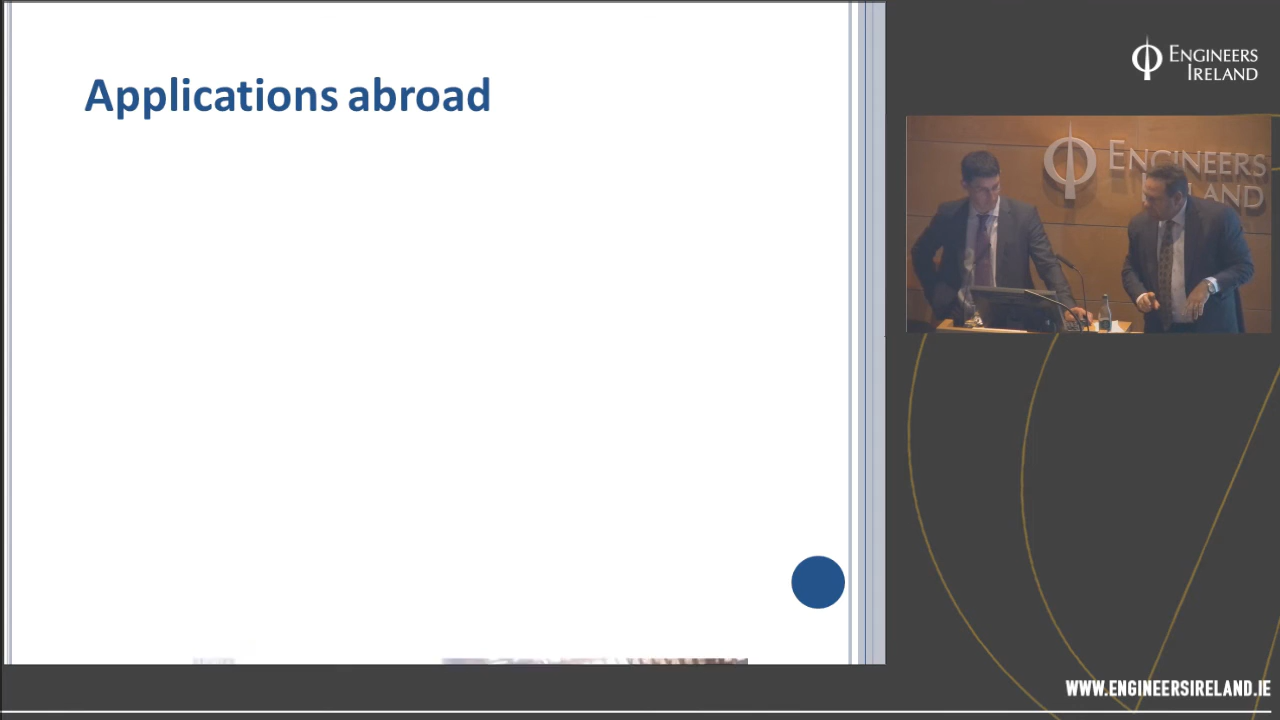 Applications abroad
ENGINEERS
IRELAND
ENGINEERS
IRELAND
WWW.ENGINEERSIRELAND.IE